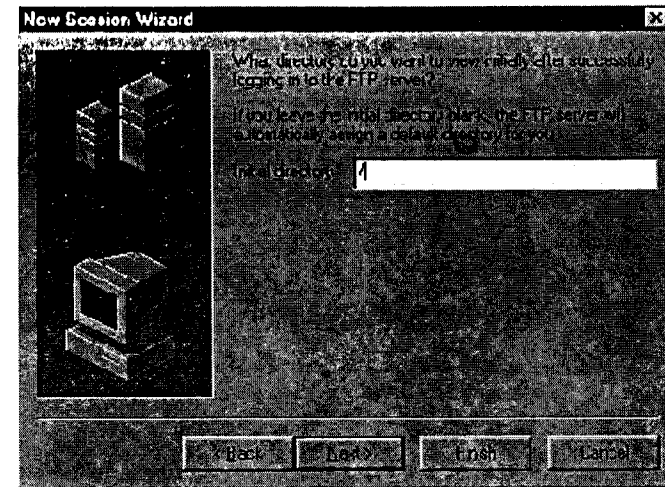 New Session Wizard
What directory do you want to view initially after successfully
logging in to the FTP server?
If you leave the initial directory blank, the FTP server will
automatically assign a default directory for you.
Initial directory: /
< Back
Next >
Finish
Cancel